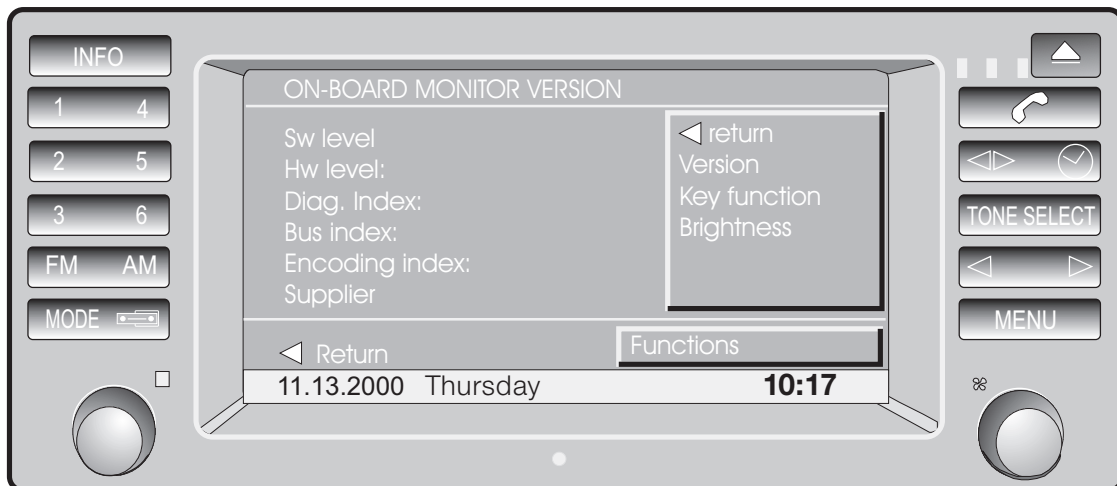 INFO
1 4
2 5
3 6
FM AM
MODE
ON-BOARD MONITOR VERSION
Sw level
Hw level:
Diag. Index:
Bus index:
Encoding index:
Supplier
return
Version
Key function
Brightness
Return
Functions
11.13.2000 Thursday 10:17
TONE SELECT
MENU